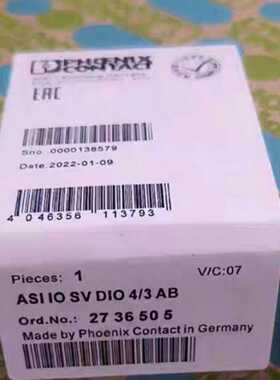 PHOENIX
CONTACT
EAC
Sno.:0000138579
Date:2022-01-09
4 046356 113793
Pieces: 1
V/C:07
ASI IO SV DIO 4/3 AB
Ord.No.: 27 36 50 5
Made by Phoenix Contact in Germany